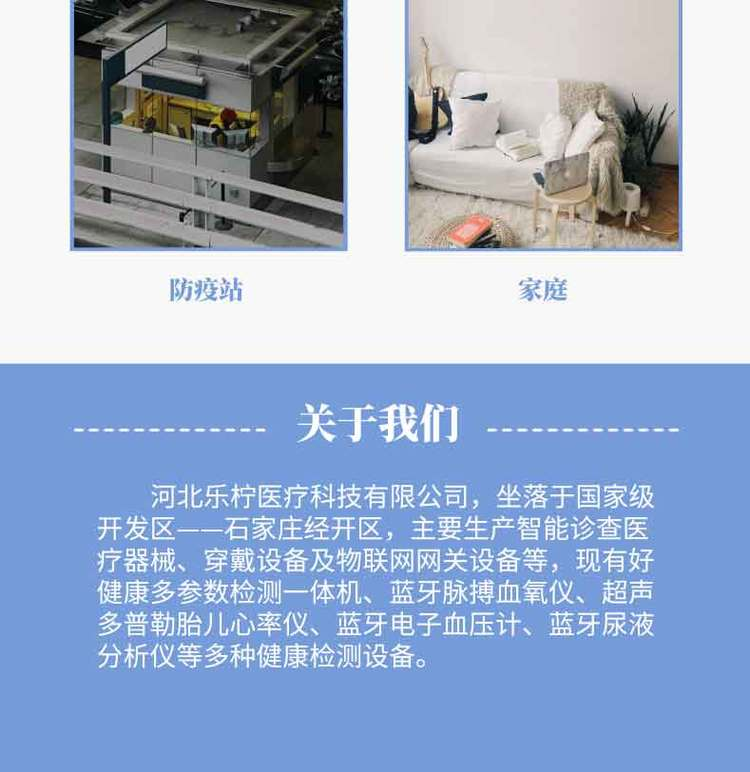 防疫站
家庭
关于我们
河北乐柠医疗科技有限公司，坐落于国家级
开发区——石家庄经开区，主要生产智能诊查医
疗器械、穿戴设备及物联网网关设备等，现有好
健康多参数检测一体机、蓝牙脉搏血氧仪、超声
多普勒胎儿心率仪、蓝牙电子血压计、蓝牙尿液
分析仪等多种健康检测设备。